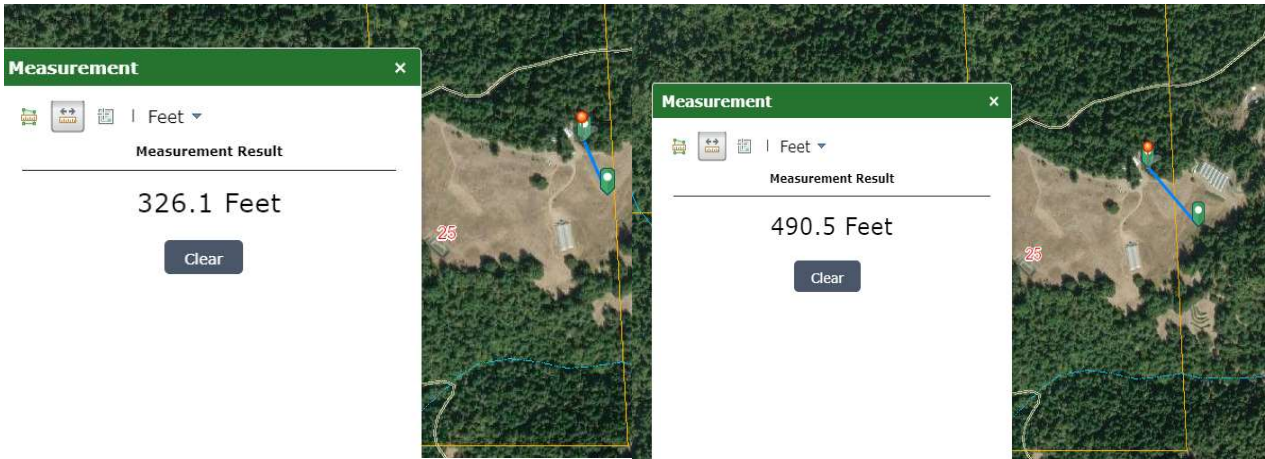 Measurement ×
| Feet
Measurement Result
326.1 Feet
Clear
25
Measurement ×
| Feet
Measurement Result
490.5 Feet
Clear
25